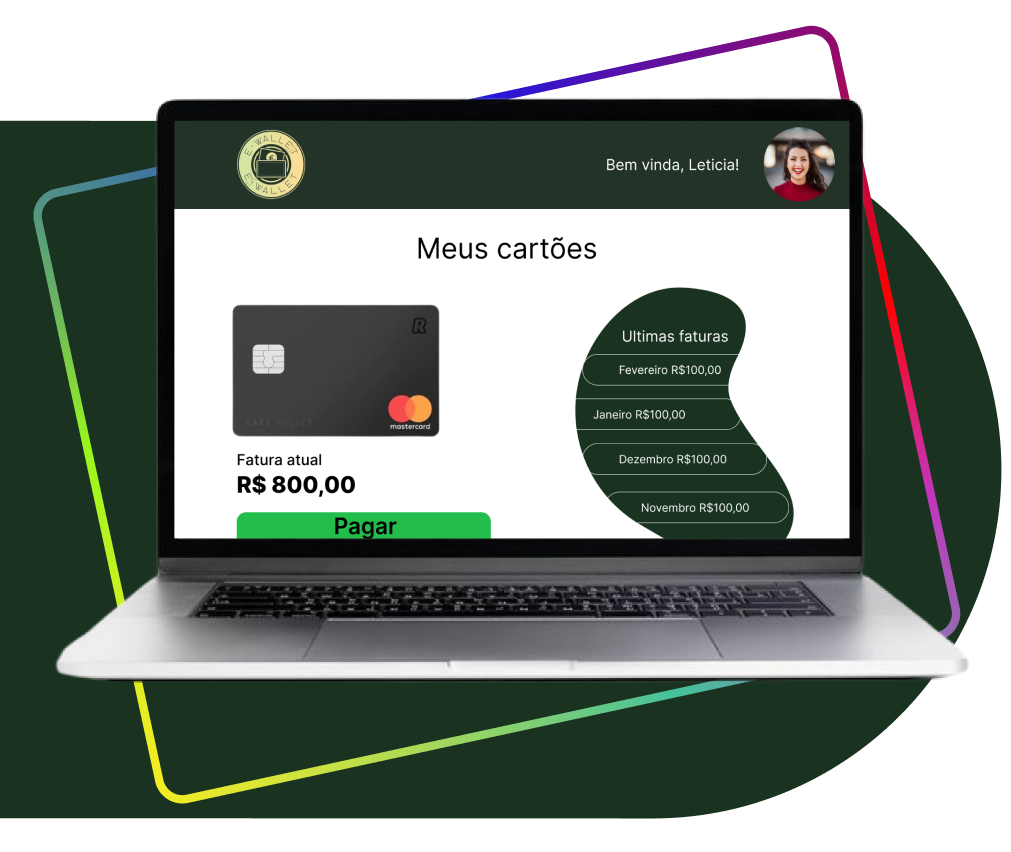 E-WALLET
E-WALLET
Bem vinda, Leticia!
Meus cartões
R
CARD HOLDER
mastercard
Fatura atual
R$ 800,00
Pagar
Ultimas faturas
Fevereiro R$100,00
Janeiro R$100,00
Dezembro R$100,00
Novembro R$100,00